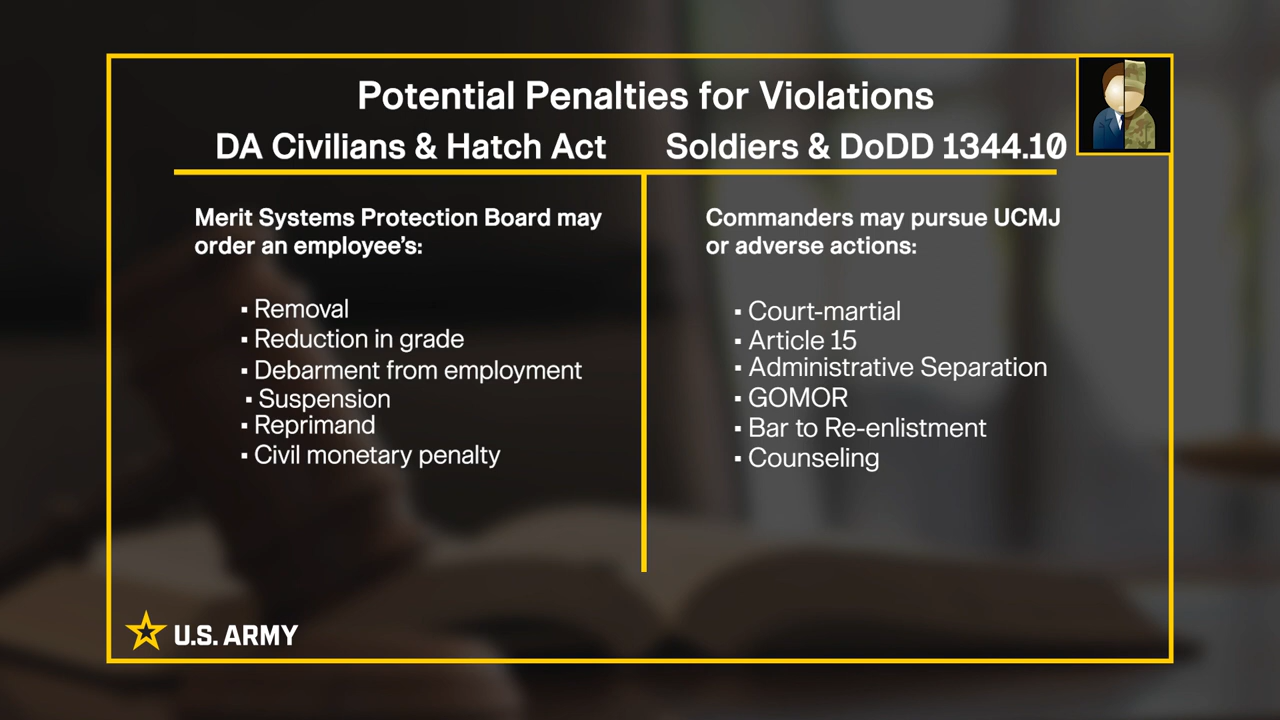 Potential Penalties for Violations
DA Civilians & Hatch Act
Merit Systems Protection Board may
order an employee’s:
▪ Removal
▪ Reduction in grade
▪ Debarment from employment
▪ Suspension
▪ Reprimand
▪ Civil monetary penalty
Soldiers & DoDD 1344.10
Commanders may pursue UCMJ
or adverse actions:
▪ Court-martial
▪ Article 15
▪ Administrative Separation
▪ GOMOR
▪ Bar to Re-enlistment
▪ Counseling
U.S. ARMY